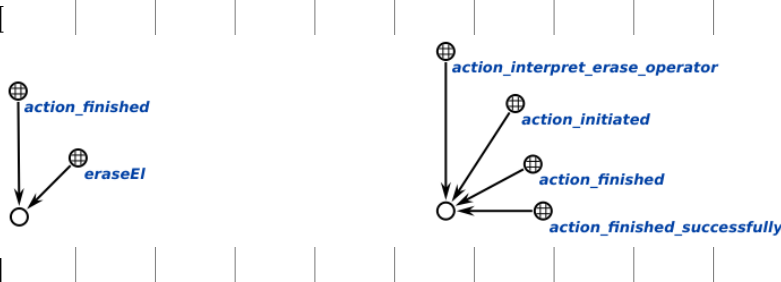 action_interpret_erase_operator
action_finished
action_initiated
eraseEl
action_finished
action_finished_successfully